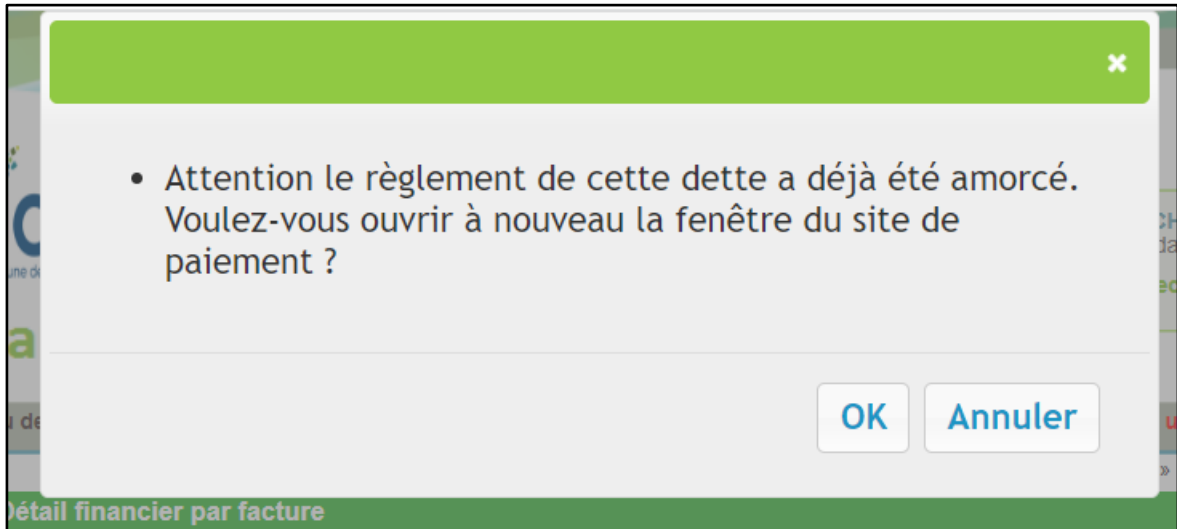 • Attention le règlement de cette dette a déjà été amorcé.
Voulez-vous ouvrir à nouveau la fenêtre du site de
paiement ?
OK Annuler
Détail financier par facture